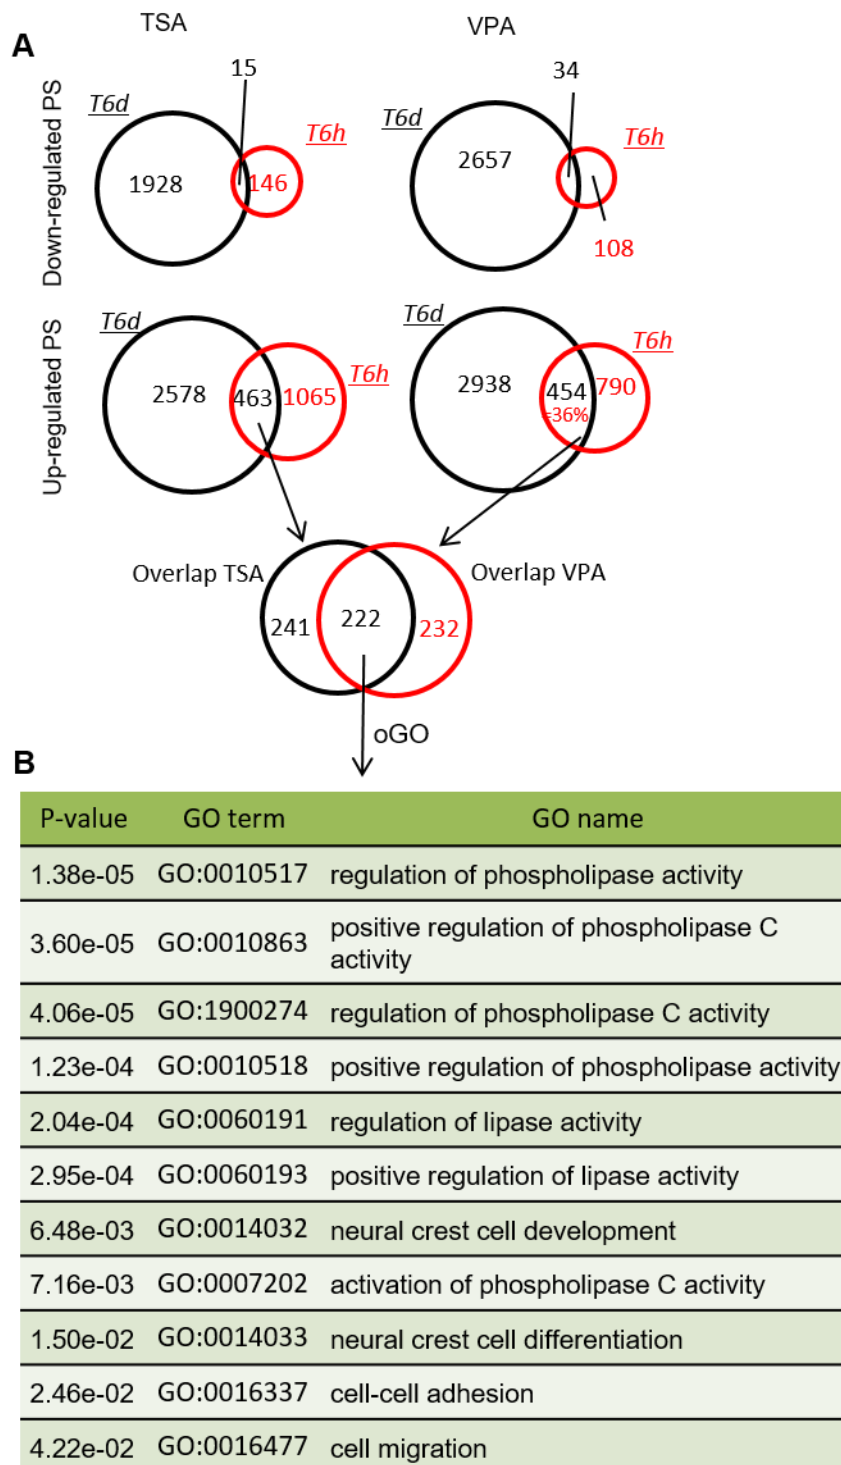 TSA
VPA
A
15
34
Down-regulated PS
T6d
T6h
1928
146
T6d
T6h
2657
108
Up-regulated PS
T6d
T6h
2578
463
1065
T6d
T6h
2938
454
=36%
790
Overlap TSA
Overlap VPA
241
222
232
oGO
B
P-value GO term GO name
1.38e-05 GO:0010517 regulation of phospholipase activity
3.60e-05 GO:0010863 positive regulation of phospholipase C
activity
4.06e-05 GO:1900274 regulation of phospholipase C activity
1.23e-04 GO:0010518 positive regulation of phospholipase activity
2.04e-04 GO:0060191 regulation of lipase activity
2.95e-04 GO:0060193 positive regulation of lipase activity
6.48e-03 GO:0014032 neural crest cell development
7.16e-03 GO:0007202 activation of phospholipase C activity
1.50e-02 GO:0014033 neural crest cell differentiation
2.46e-02 GO:0016337 cell-cell adhesion
4.22e-02 GO:0016477 cell migration